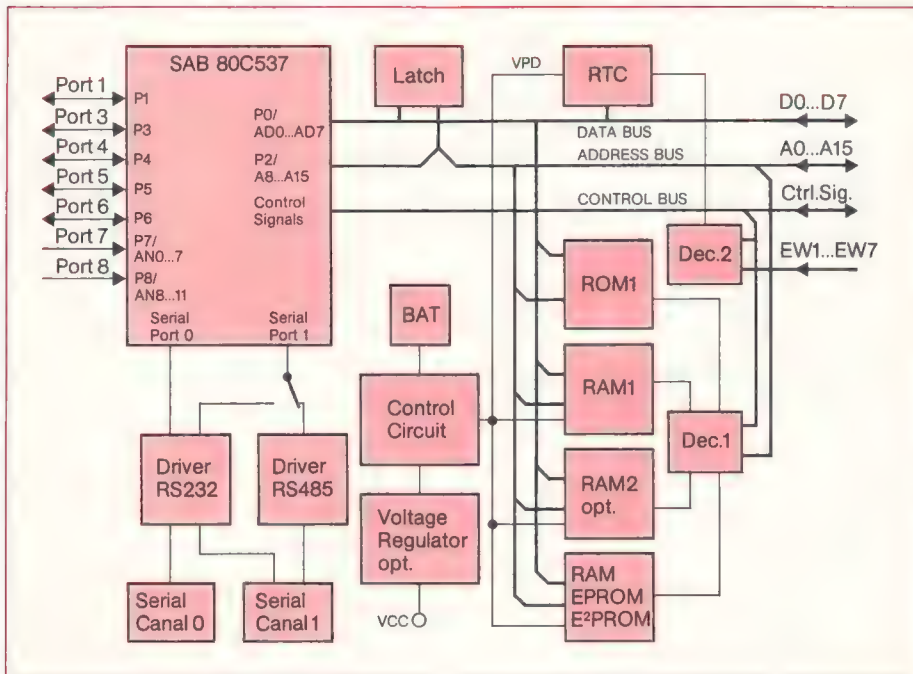 SAB 80C537
Port 1
Port 3
Port 4
Port 5
Port 6
Port 7
Port 8
P1
P3
P4
P5
P6
P7/
AN0...7
P8/
AN8...11
P0/
AD0...AD7
P2/
A8...A15
Control
Signals
Serial
Port 0
Serial
Port 1
Latch
VPD
RTC
D0...D7
DATA BUS
A0...A15
ADDRESS BUS
Ctrl.Sig.
CONTROL BUS
EW1...EW7
Dec.2
ROM1
BAT
RAM1
Control
Circuit
Dec.1
Driver
RS232
Driver
RS485
RAM2
opt.
Voltage
Regulator
opt.
RAM
EPROM
E²PROM
Serial
Canal 0
Serial
Canal 1
VCC